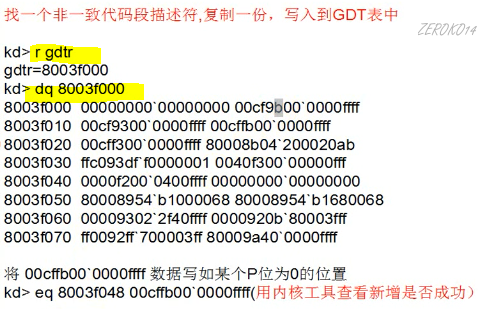 找一个非一致代码段描述符,复制一份，写入到GDT表中
ZEROKO14
kd> r gdtr
gdtr=8003f000
kd> dq 8003f000
8003f000 00000000`00000000 00cf9b00`0000ffff
8003f010 00cf9300`0000ffff 00cffb00`0000ffff
8003f020 00cff300`0000ffff 80008b04`200020ab
8003f030 ffc093df`f0000001 0040f300`00000fff
8003f040 0000f200`0400ffff 00000000`00000000
8003f050 80008954`b1000068 80008954`b1680068
8003f060 00009302`2f40ffff 0000920b`80003fff
8003f070 ff0092ff`700003ff 80009a40`0000ffff
将 00cffb00`0000ffff 数据写如某个P位为0的位置
kd> eq 8003f048 00cffb00`0000ffff(用内核工具查看新增是否成功）